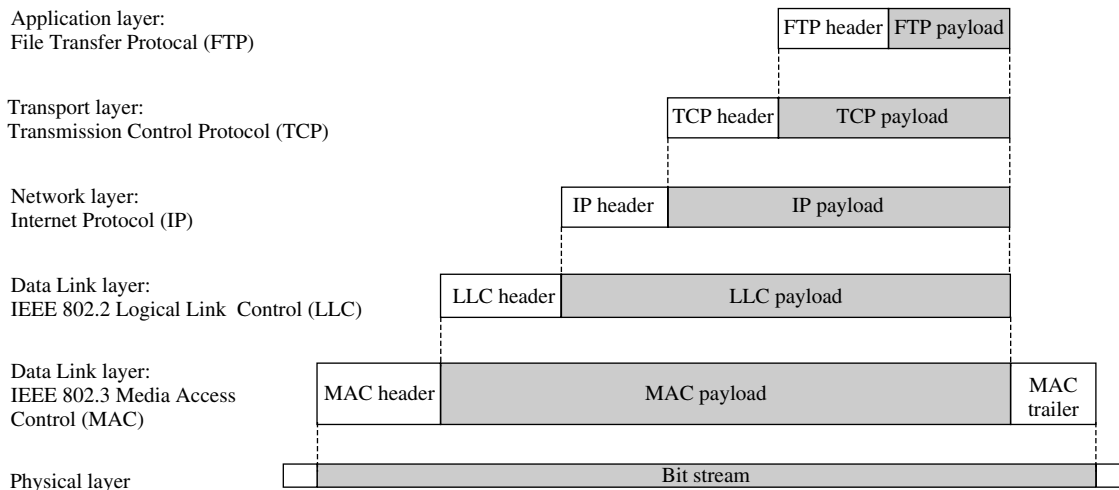 Application layer:
File Transfer Protocal (FTP)
FTP header
FTP payload
Transport layer:
Transmission Control Protocol (TCP)
TCP header
TCP payload
Network layer:
Internet Protocol (IP)
IP header
IP payload
Data Link layer:
IEEE 802.2 Logical Link Control (LLC)
LLC header
LLC payload
Data Link layer:
IEEE 802.3 Media Access
Control (MAC)
MAC header
MAC payload
MAC
trailer
Physical layer
Bit stream